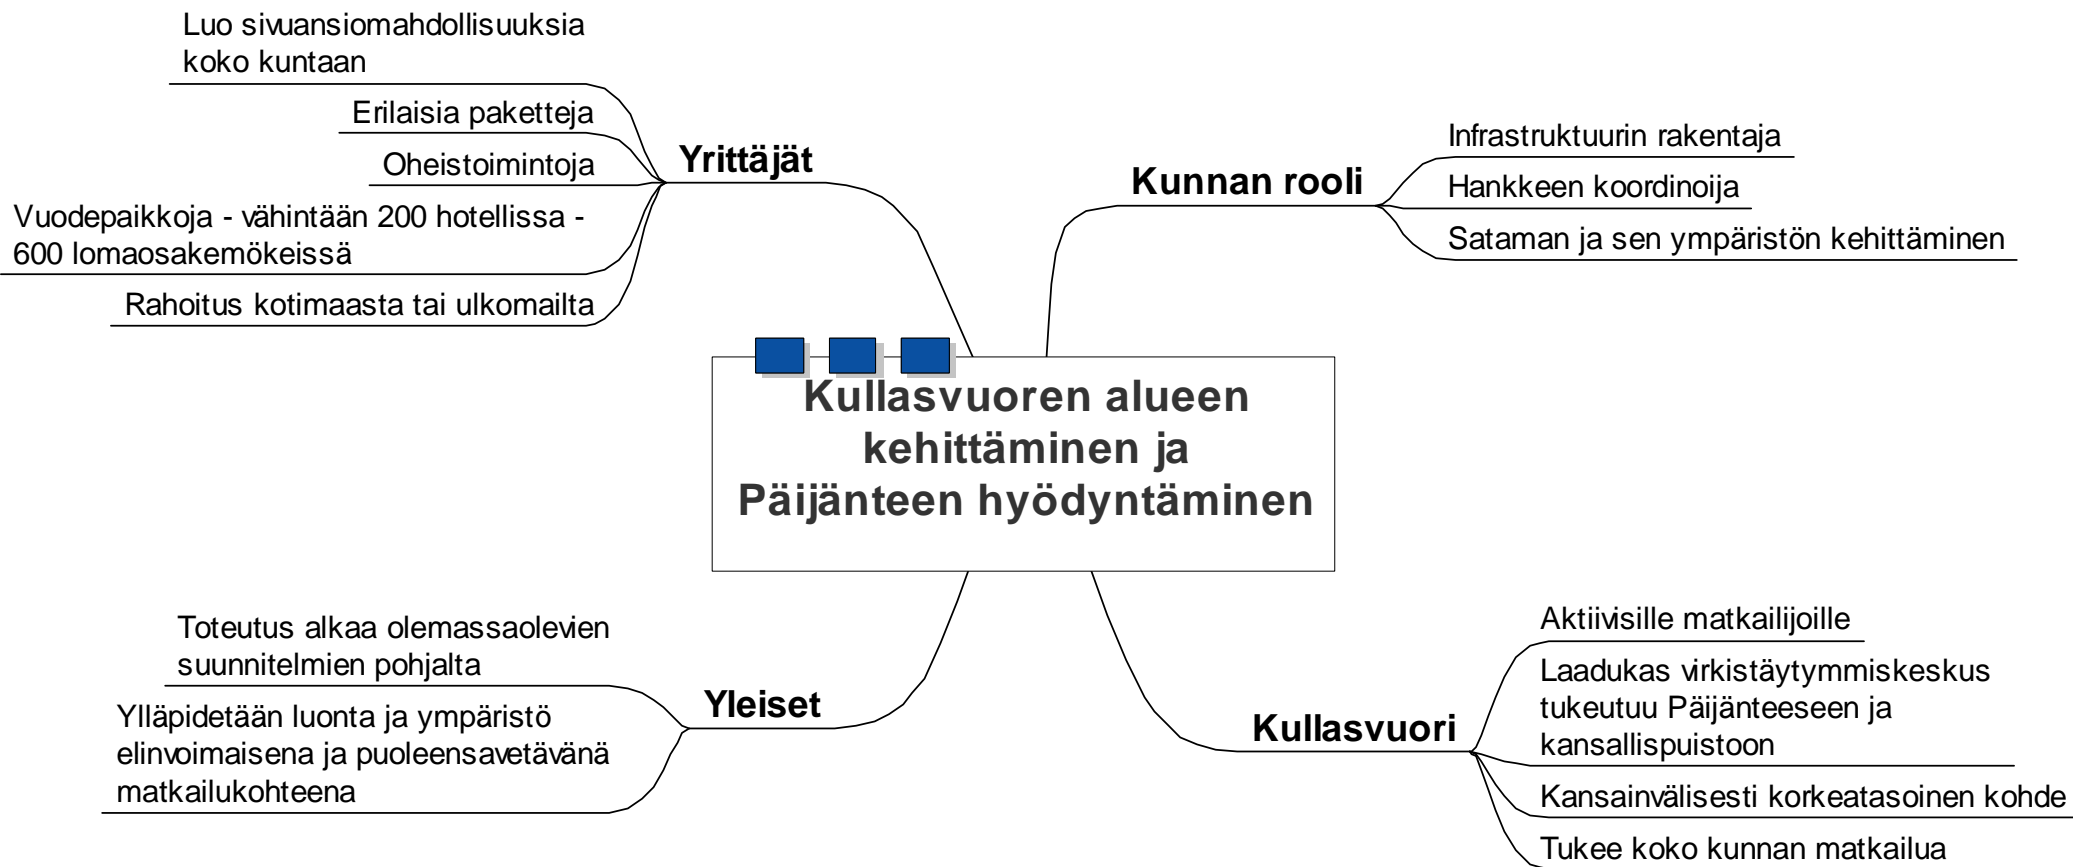 Luo sivuansiomahdollisuuksia
koko kuntaan
Erilaisia paketteja
Oheistoimintoja
Vuodepaikkoja - vähintään 200 hotellissa -
600 lomaosakemökeissä
Rahoitus kotimaasta tai ulkomailta
Yrittäjät
Kunnan rooli
Infrastruktuurin rakentaja
Hankkeen koordinoija
Sataman ja sen ympäristön kehittäminen
Kullasvuoren alueen
kehittäminen ja
Päijänteen hyödyntäminen
Toteutus alkaa olemassaolevien
suunnitelmien pohjalta
Ylläpidetään luonta ja ympäristö
elinvoimaisena ja puoleensavetävänä
matkailukohteena
Yleiset
Kullasvuori
Aktiivisille matkailijoille
Laadukas virkistäytymmiskeskus
tukeutuu Päijänteeseen ja
kansallispuistoon
Kansainvälisesti korkeatasoinen kohde
Tukee koko kunnan matkailua